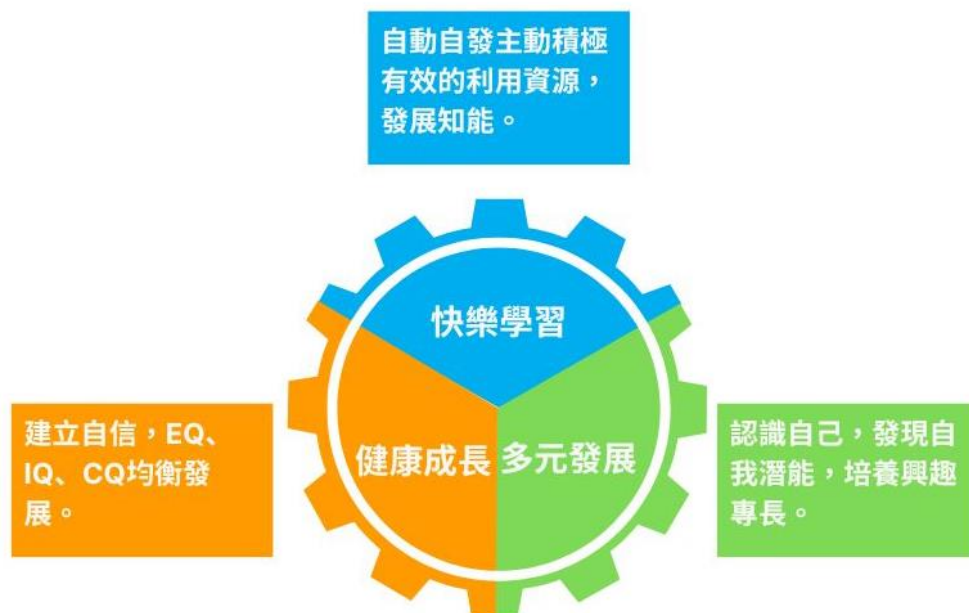 自動自發主動積極
有效的利用資源，
發展知能。
快樂學習
健康成長
多元發展
建立自信，EQ、
IQ、CQ均衡發
展。
認識自己，發現自
我潛能，培養興趣
專長。